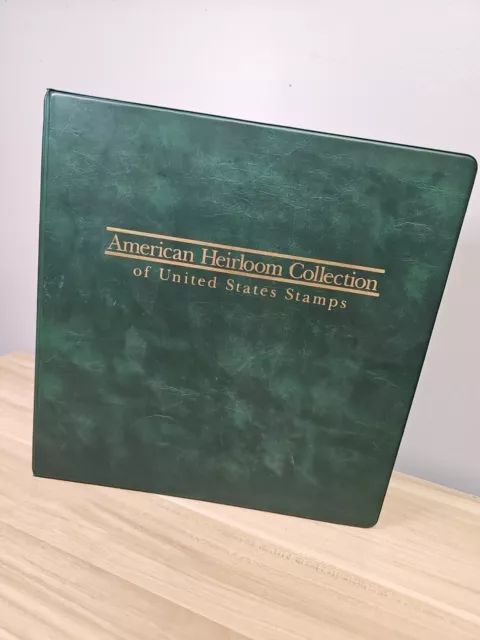 American Heirloom Collection
of United States Stamps